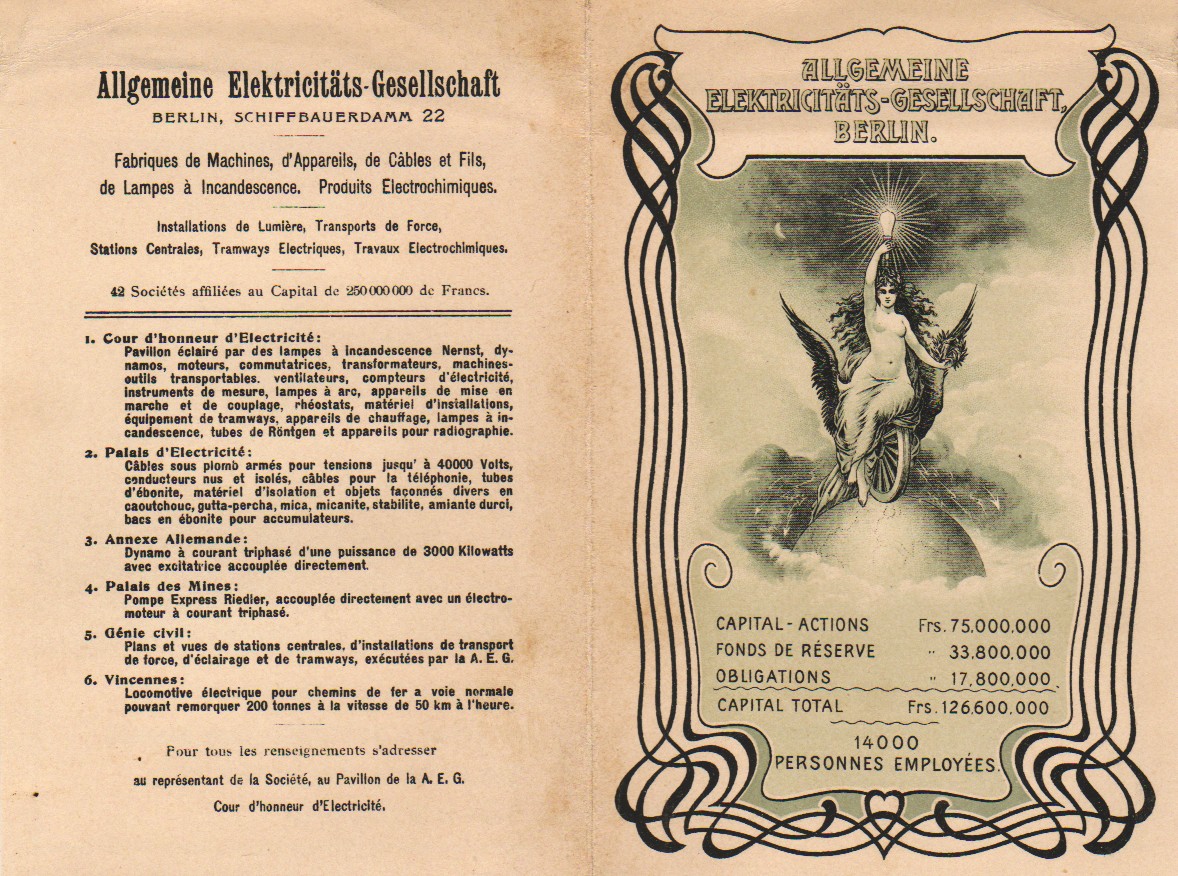 Allgemeine Elektricitäts-Gesellschaft
BERLIN, SCHIFFBAUERDAMM 22
Fabriques de Machines, d'Appareils, de Câbles et Fils,
de Lampes à Incandescence. Produits Electrochimiques.
Installations de Lumière, Transports de Force,
Stations Centrales, Tramways Electriques, Travaux Electrochimiques.
42 Sociétés affiliées au Capital de 250 000 000 de Francs.
1. Cour d'honneur d'Electricité:
Pavillon éclairé par des lampes à incandescence Nernst, dy-
namos, moteurs, commutatrices, transformateurs, machines-
outils transportables. ventilateurs, compteurs d'électricité,
instruments de mesure, lampes à arc, appareils de mise en
marche et de couplage, rhéostats, matériel d'installations,
équipement de tramways, appareils de chauffage, lampes à in-
candescence, tubes de Röntgen et appareils pour radiographie.
2. Palais d'Electricité:
Câbles sous plomb armés pour tensions jusqu' à 40000 Volts,
conducteurs nus et isolés, câbles pour la téléphonie, tubes
d'ébonite, matériel d'isolation et objets façonnés divers en
caoutchouc, gutta-percha, mica, micanite, stabilite, amiante durci,
bacs en ébonite pour accumulateurs.
3. Annexe Allemande:
Dynamo à courant triphasé d'une puissance de 3000 Kilowatts
avec excitatrice accouplée directement.
4. Palais des Mines:
Pompe Express Riedler, accouplée directement avec un électro-
moteur à courant triphasé.
5. Génie civil:
Plans et vues de stations centrales. d'installations de transport
de force, d'éclairage et de tramways, exécutées par la A. E. G.
6. Vincennes:
Locomotive électrique pour chemins de fer a voie normale
pouvant remorquer 200 tonnes à la vitesse de 50 km à l'heure.
Pour tous les renseignements s'adresser
au représentant de la Société, au Pavillon de la A. E. G.
Cour d'honneur d'Electricité.
ALLGEMEINE
ELEKTRICITÄTS-GESELLSCHAFT,
BERLIN.
CAPITAL-ACTIONS Frs. 75.000,000
FONDS DE RÉSERVE " 33.800,000
OBLIGATIONS " 17,800,000
CAPITAL TOTAL Frs. 126,600,000
14000
PERSONNES EMPLOYÉES.